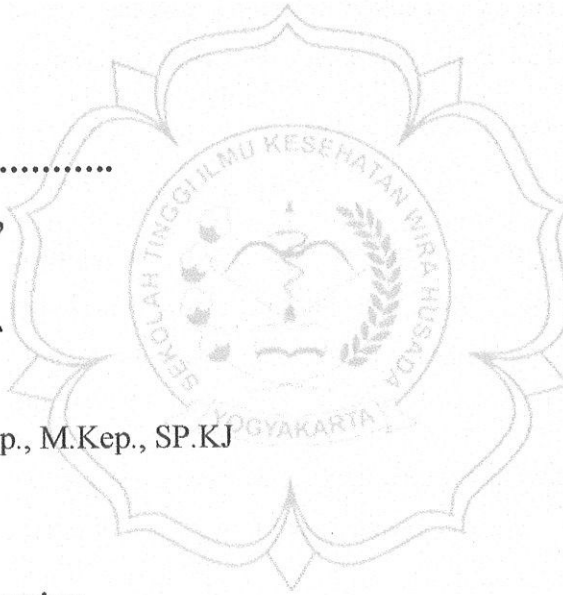 ..............
,
SEKOLAH TINGGI ILMU KESEHATAN WIRA HUSADA
YOGYAKARTA
p., M.Kep., SP.KJ